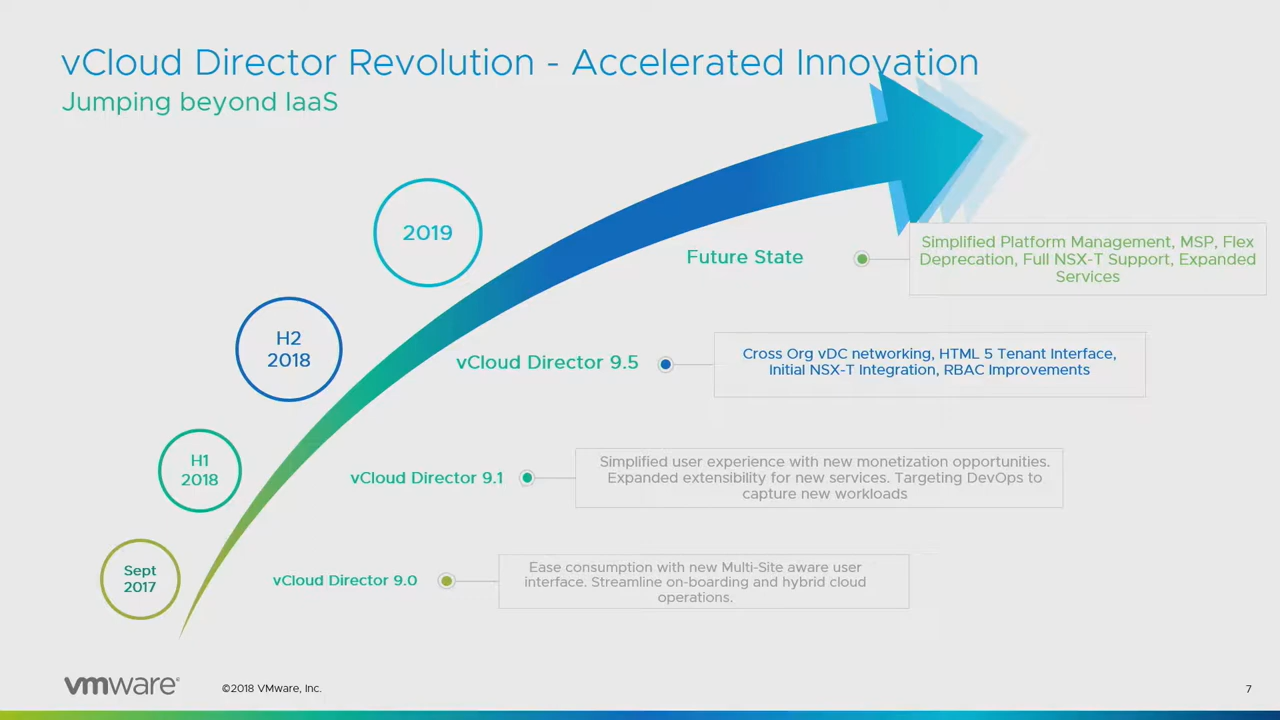 vCloud Director Revolution - Accelerated Innovation
Jumping beyond IaaS
2019
Future State
Simplified Platform Management, MSP, Flex
Deprecation, Full NSX-T Support, Expanded
Services
H2
2018
vCloud Director 9.5
Cross Org vDC networking, HTML 5 Tenant Interface,
Initial NSX-T Integration, RBAC Improvements
H1
2018
vCloud Director 9.1
Simplified user experience with new monetization opportunities.
Expanded extensibility for new services. Targeting DevOps to
capture new workloads
Sept
2017
vCloud Director 9.0
Ease consumption with new Multi-Site aware user
interface. Streamline on-boarding and hybrid cloud
operations.
vmware®
©2018 VMware, Inc.
7